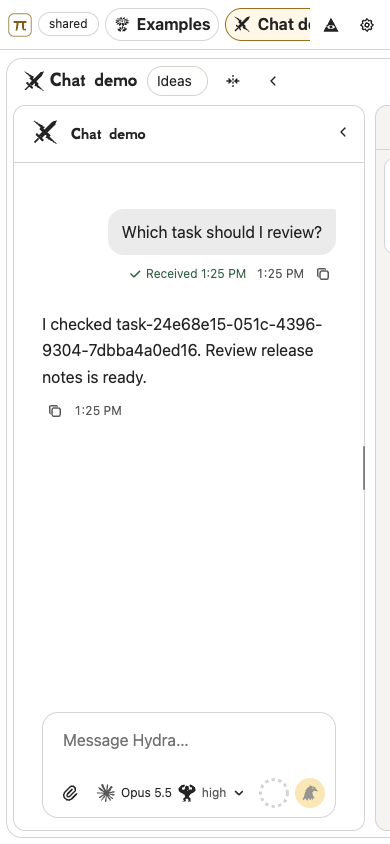 π
shared
Examples
Chat d
Chat demo
Ideas
Chat demo
Which task should I review?
Received 1:25 PM
1:25 PM
I checked task-24e68e15-051c-4396-
9304-7dbba4a0ed16. Review release
notes is ready.
1:25 PM
Message Hydra...
Opus 5.5
high